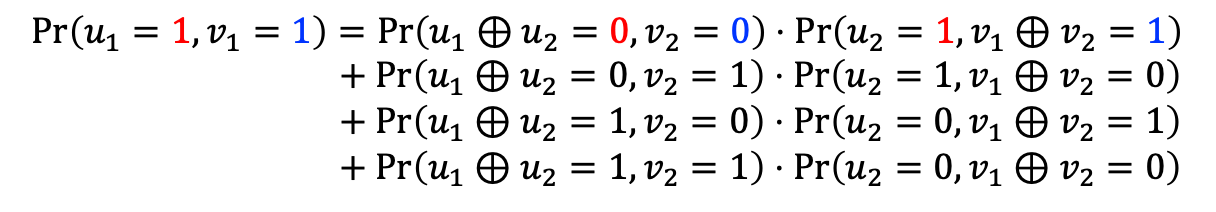 Pr(u₁ = 1, v₁ = 1) = Pr(u₁ ⊕ u₂ = 0, v₂ = 0) · Pr(u₂ = 1, v₁ ⊕ v₂ = 1)
+ Pr(u₁ ⊕ u₂ = 0, v₂ = 1) · Pr(u₂ = 1, v₁ ⊕ v₂ = 0)
+ Pr(u₁ ⊕ u₂ = 1, v₂ = 0) · Pr(u₂ = 0, v₁ ⊕ v₂ = 1)
+ Pr(u₁ ⊕ u₂ = 1, v₂ = 1) · Pr(u₂ = 0, v₁ ⊕ v₂ = 0)